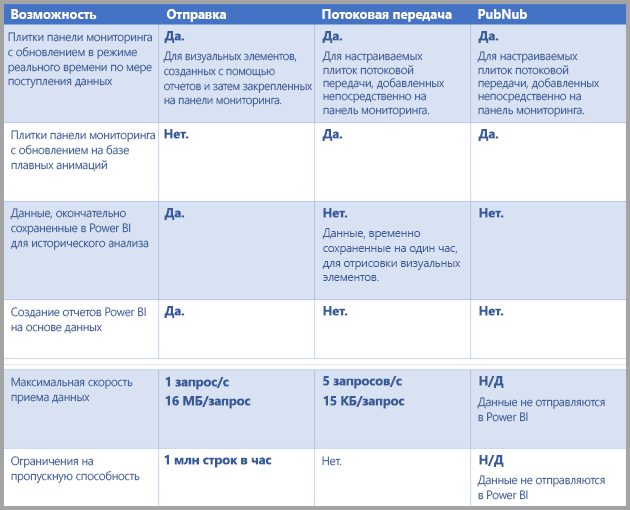 Возможность
Отправка
Потоковая передача
PubNub
Плитки панели мониторинга
с обновлением в режиме
реального времени по мере
поступления данных
Да.
Для визуальных элементов,
созданных с помощью
отчетов и затем закрепленных
на панели мониторинга.
Да.
Для настраиваемых
плиток потоковой
передачи, добавленных
непосредственно на
панель мониторинга.
Да.
Для настраиваемых
плиток потоковой
передачи, добавленных
непосредственно на
панель мониторинга.
Плитки панели мониторинга
с обновлением на базе
плавных анимаций
Нет.
Да.
Да.
Данные, окончательно
сохраненные в Power BI
для исторического анализа
Да.
Нет.
Данные, временно
сохраненные на один час,
для отрисовки визуальных
элементов.
Нет.
Создание отчетов Power BI
на основе данных
Да.
Нет.
Нет.
Максимальная скорость
приема данных
1 запрос/с
16 МБ/запрос
5 запросов/с
15 КБ/запрос
Н/Д
Данные не отправляются
в Power BI
Ограничения на
пропускную способность
1 млн строк в час
Нет.
Н/Д
Данные не отправляются
в Power BI